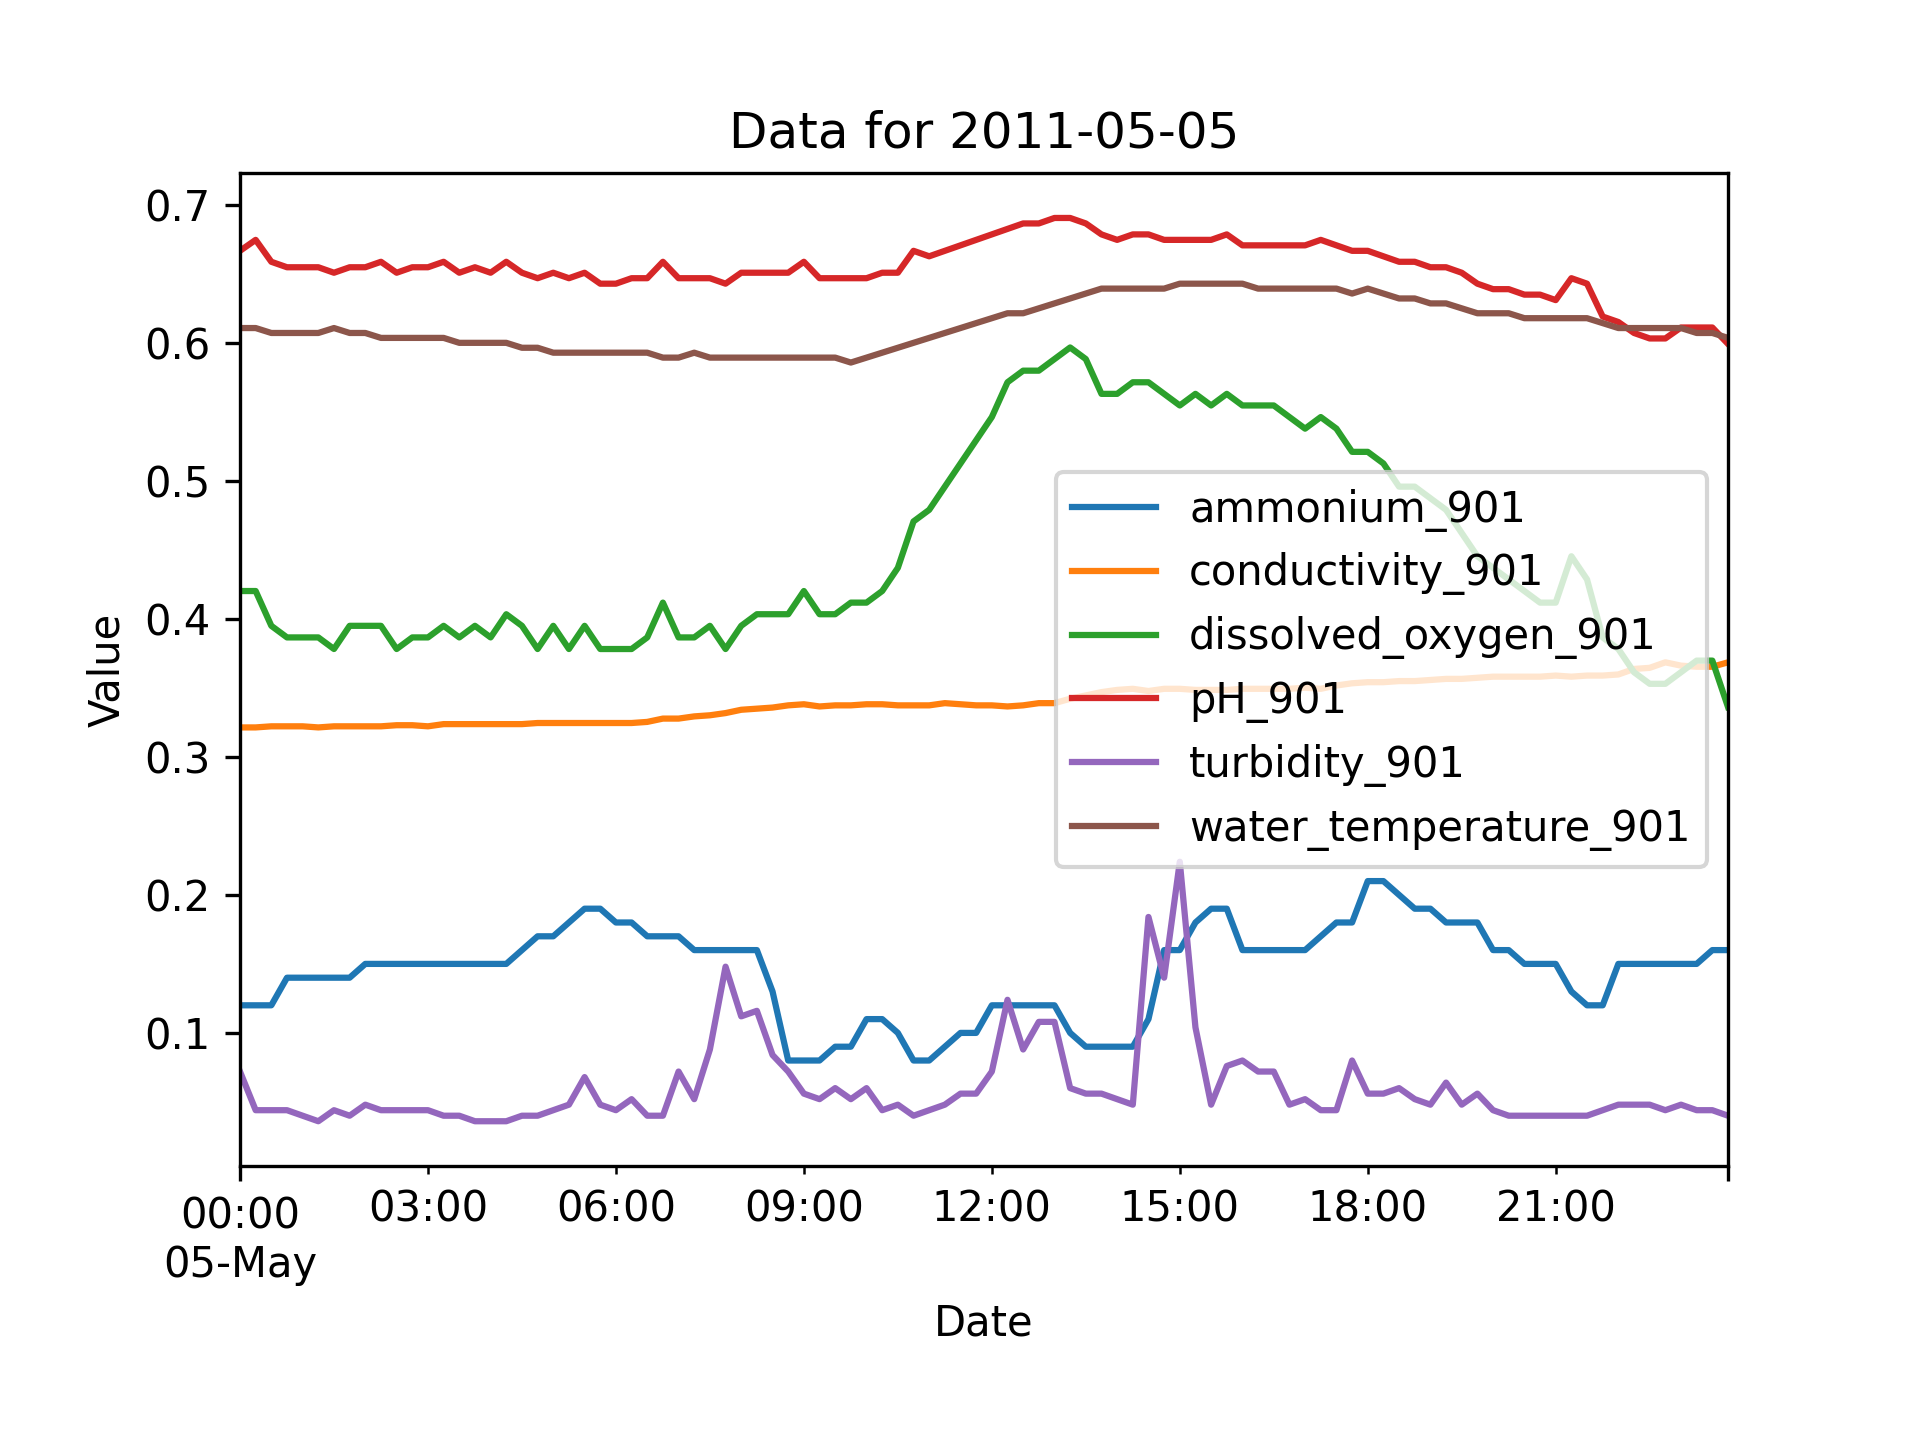 Data for 2011-05-05
Value
0.7
0.6
0.5
0.4
0.3
0.2
0.1
ammonium_901
conductivity_901
dissolved_oxygen_901
pH_901
turbidity_901
water_temperature_901
00:00 03:00 06:00 09:00 12:00 15:00 18:00 21:00
05-May
Date